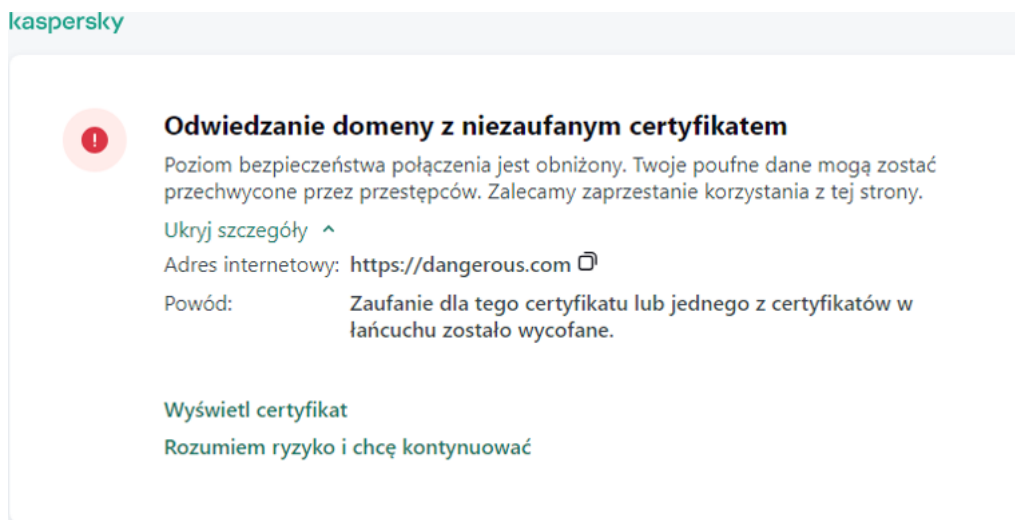 kaspersky
Odwiedzanie domeny z niezaufanym certyfikatem
Poziom bezpieczeństwa połączenia jest obniżony. Twoje poufne dane mogą zostać
przechwycone przez przestępców. Zalecamy zaprzestanie korzystania z tej strony.
Ukryj szczegóły
Adres internetowy: https://dangerous.com
Powód: Zaufanie dla tego certyfikatu lub jednego z certyfikatów w
łańcuchu zostało wycofane.
Wyświetl certyfikat
Rozumiem ryzyko i chcę kontynuować